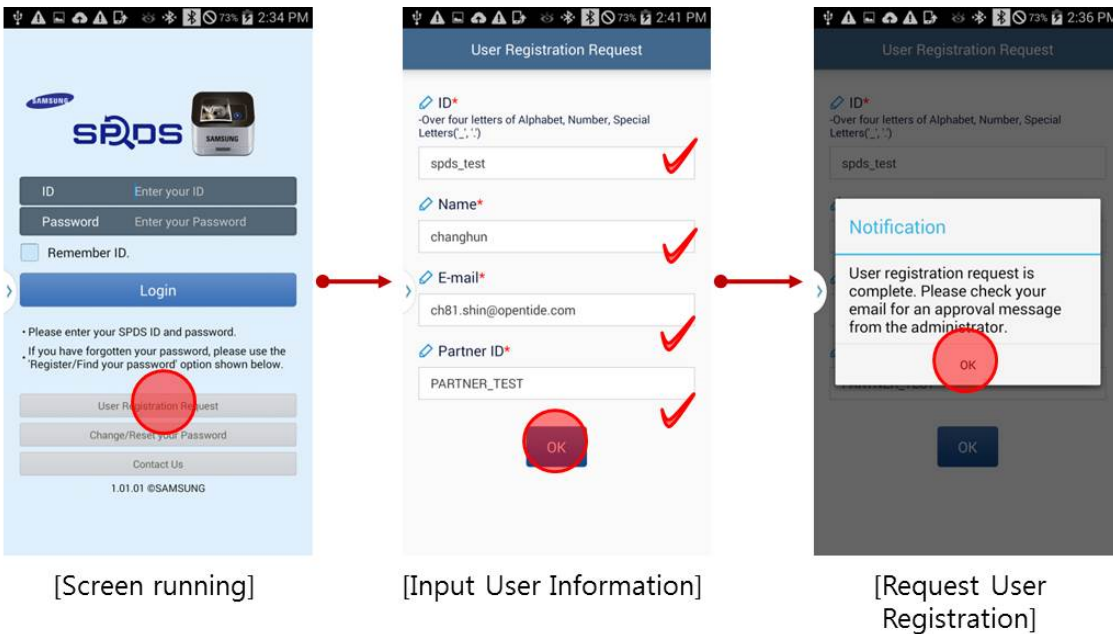 73% 2:34 PM
SAMSUNG
SPDS
SAMSUNG
ID Enter your ID
Password Enter your Password
Remember ID.
Login
• Please enter your SPDS ID and password.
• If you have forgotten your password, please use the
'Register/Find your password' option shown below.
User Registration Request
Change/Reset your Password
Contact Us
1.01.01 ©SAMSUNG
[Screen running]
73% 2:41 PM
User Registration Request
ID*
-Over four letters of Alphabet, Number, Special
Letters('_', '.')
spds_test
Name*
changhun
E-mail*
ch81.shin@opentide.com
Partner ID*
PARTNER_TEST
OK
[Input User Information]
73% 2:36 PM
User Registration Request
ID*
-Over four letters of Alphabet, Number, Special
Letters('_', '.')
spds_test
Notification
User registration request is
complete. Please check your
email for an approval message
from the administrator.
OK
PARTNER_TEST
OK
[Request User
Registration]